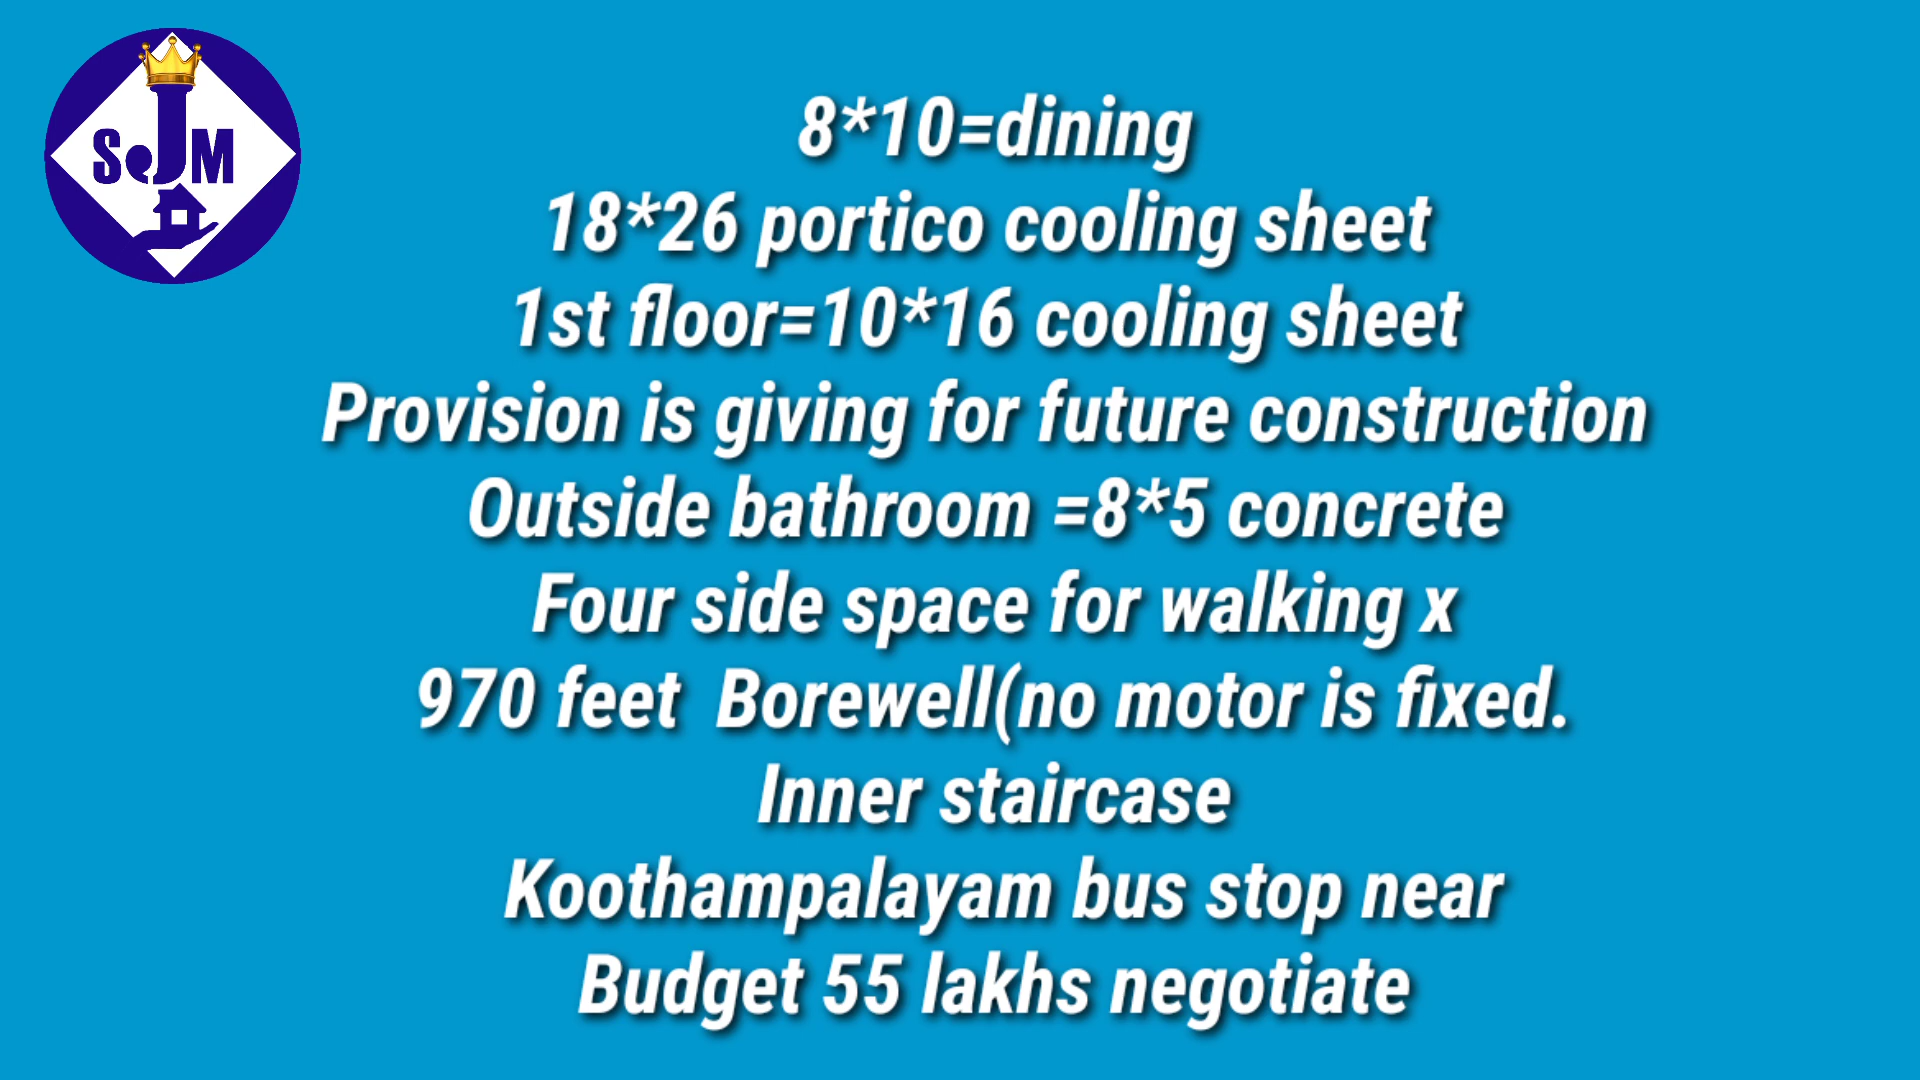 SeJM
8*10=dining
18*26 portico cooling sheet
1st floor=10*16 cooling sheet
Provision is giving for future construction
Outside bathroom =8*5 concrete
Four side space for walking x
970 feet  Borewell(no motor is fixed.
Inner staircase
Koothampalayam bus stop near
Budget 55 lakhs negotiate